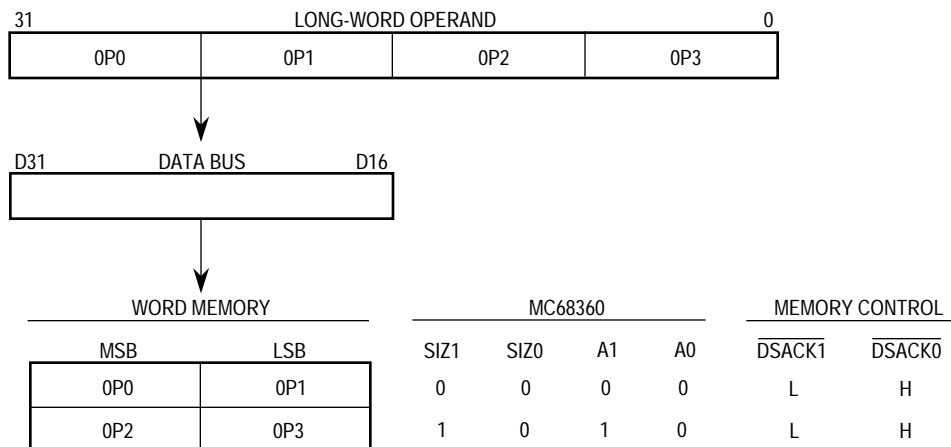 31 LONG-WORD OPERAND 0
0P0 0P1 0P2 0P3
D31 DATA BUS D16
WORD MEMORY MC68360 MEMORY CONTROL
MSB LSB SIZ1 SIZ0 A1 A0 DSACK1 DSACK0
0P0 0P1 0 0 0 0 L H
0P2 0P3 1 0 1 0 L H